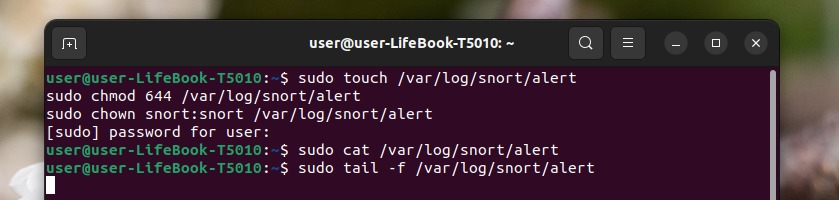 user@user-LifeBook-T5010: ~
user@user-LifeBook-T5010:~$ sudo touch /var/log/snort/alert
sudo chmod 644 /var/log/snort/alert
sudo chown snort:snort /var/log/snort/alert
[sudo] password for user:
user@user-LifeBook-T5010:~$ sudo cat /var/log/snort/alert
user@user-LifeBook-T5010:~$ sudo tail -f /var/log/snort/alert